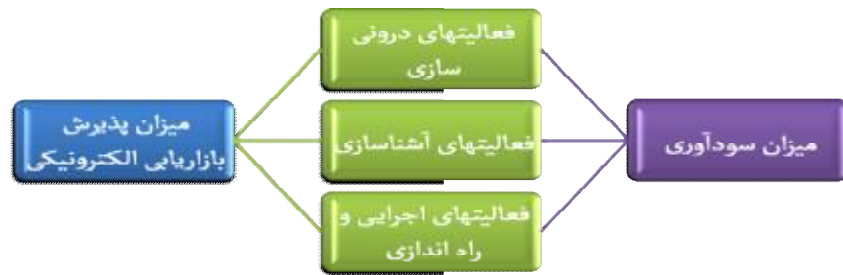 فعالیتهای درونی
سازی
میزان پذیرش
بازاریابی الکترونیکی
فعالیتهای آشناسازی
میزان سودآوری
فعالیتهای اجرایی و
راه اندازی